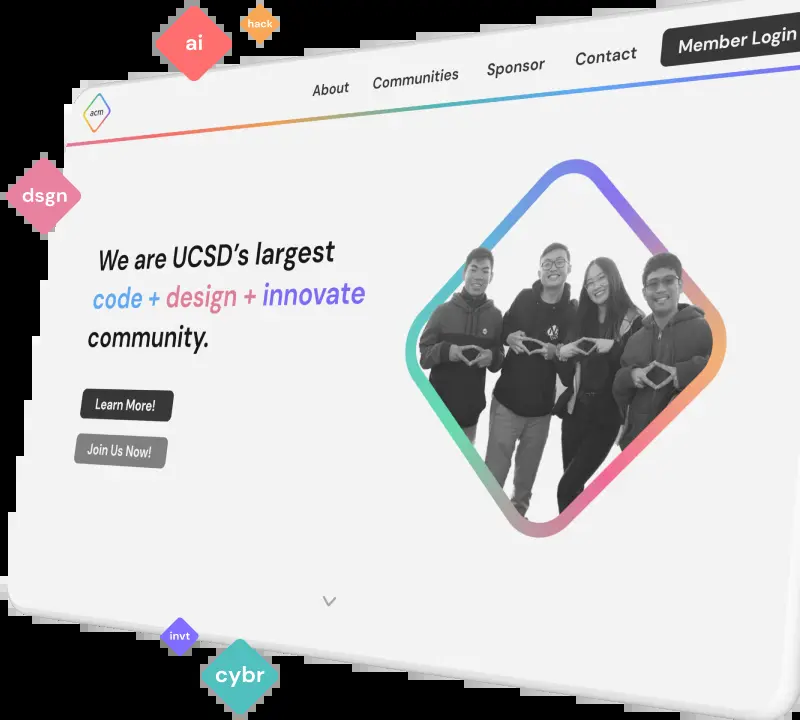 ai
hack
About
Communities
Sponsor
Contact
Member Login
acm
dsgn
We are UCSD's largest
code + design + innovate
community.
Learn More!
Join Us Now!
invt
cybr